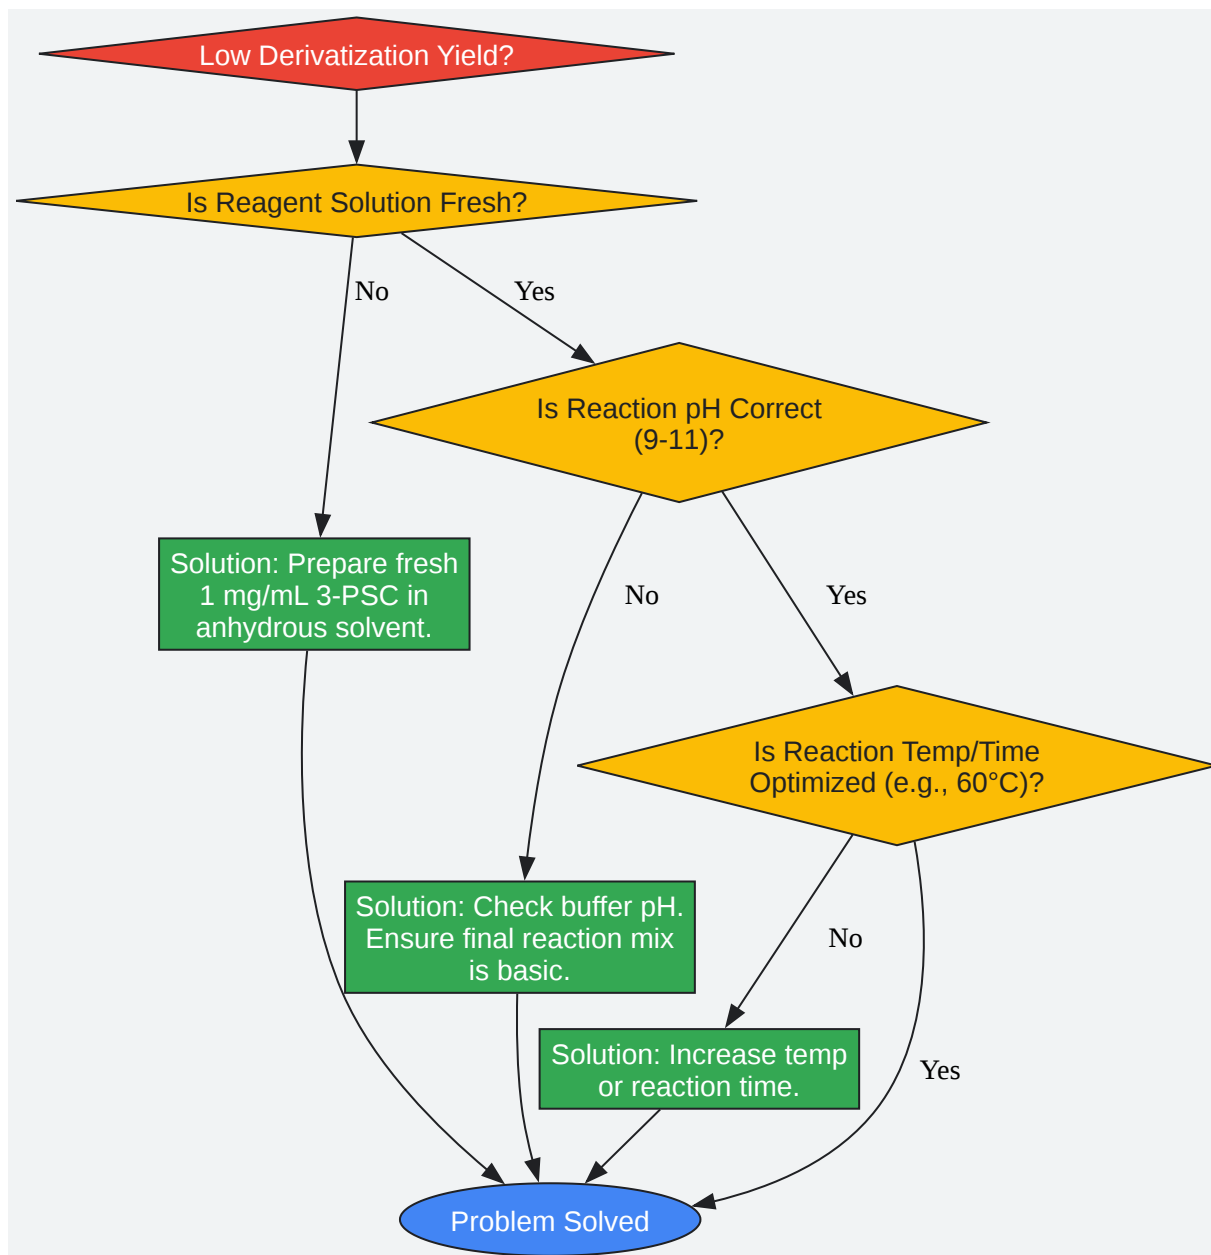 Low Derivatization Yield?
Is Reagent Solution Fresh?
No
Yes
Is Reaction pH Correct
(9-11)?
Solution: Prepare fresh
1 mg/mL 3-PSC in
anhydrous solvent.
No
Yes
Is Reaction Temp/Time
Optimized (e.g., 60°C)?
Solution: Check buffer pH.
Ensure final reaction mix
is basic.
No
Solution: Increase temp
or reaction time.
Yes
Problem Solved